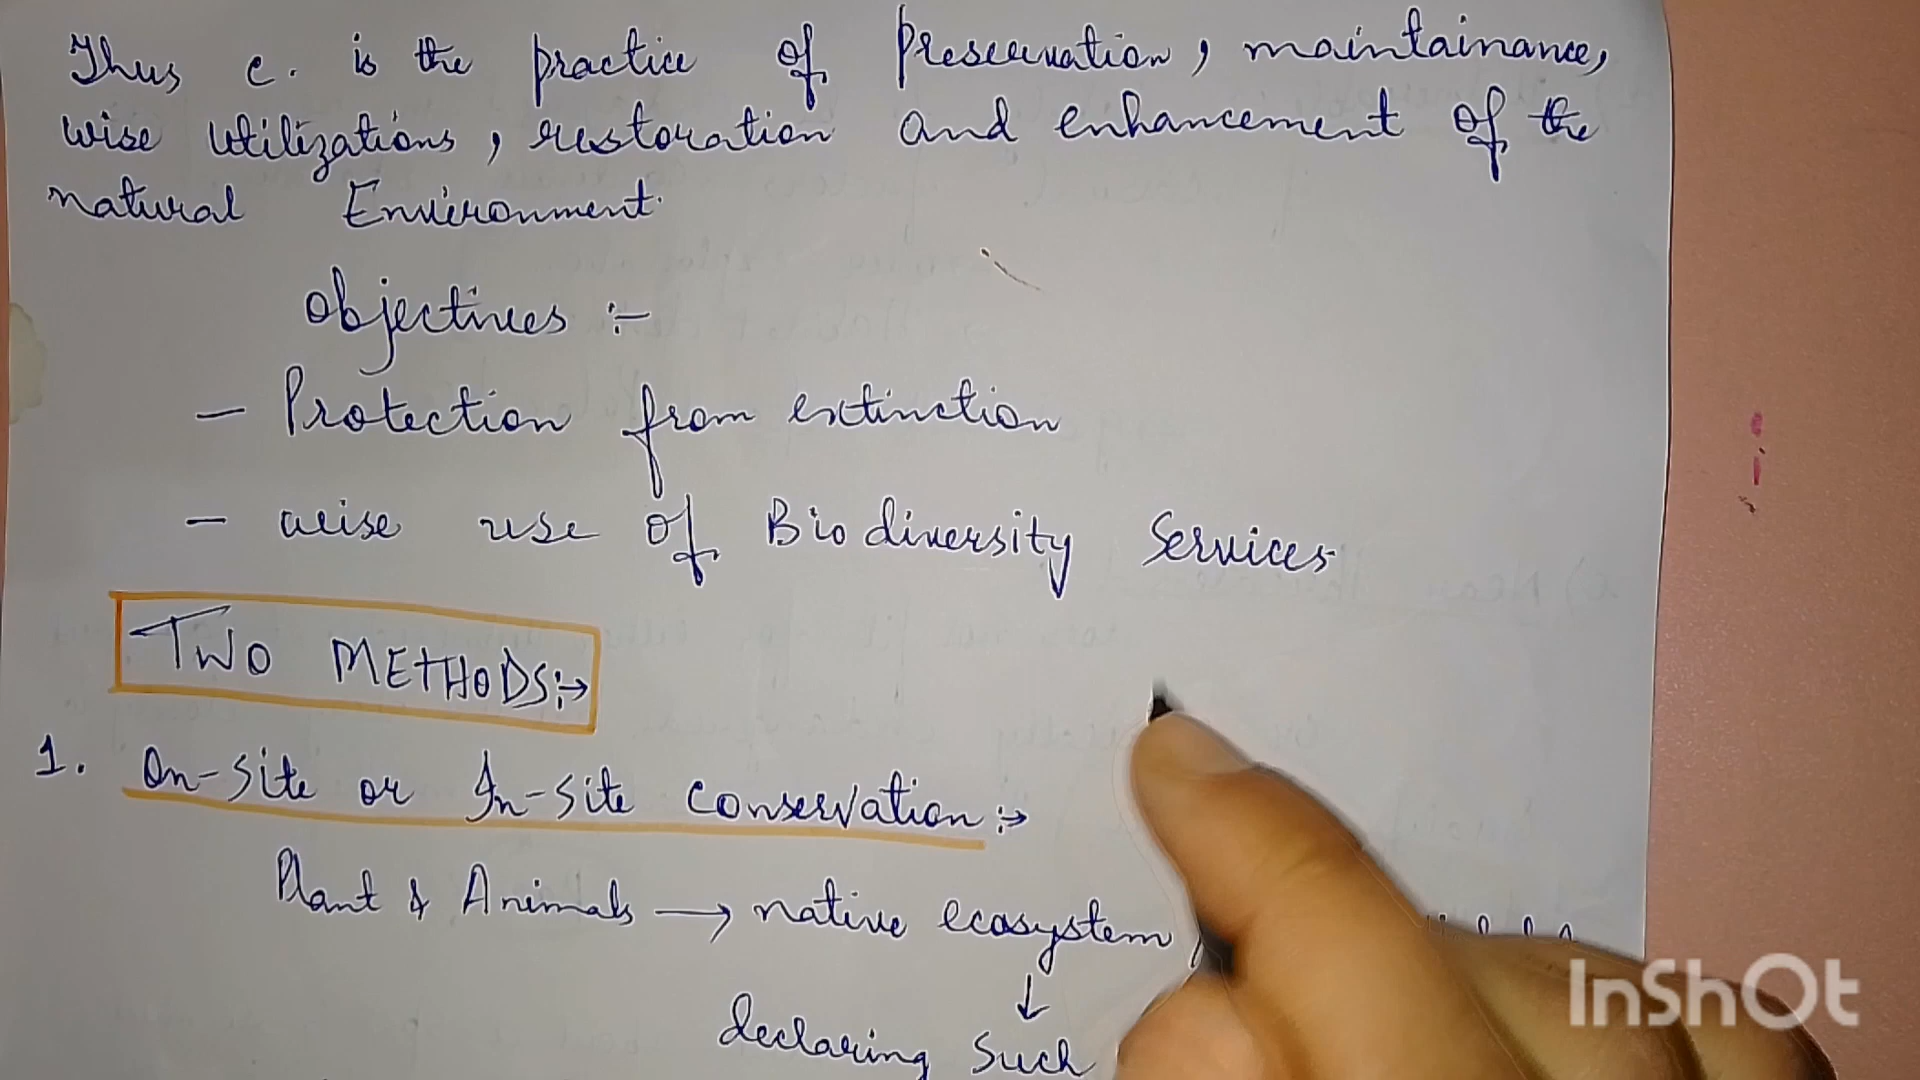 Thus c. is the practice of Preservation, maintainance,
wise utilizations, restoration and enhancement of the
natural Environment.
Objectives :-
- Protection from extinction
- wise use of Biodiversity Services
TWO METHODS:→
1. On-site or In-site conservation :→
Plant & Animals → native ecosystem,
↓
declaring such
InShOt